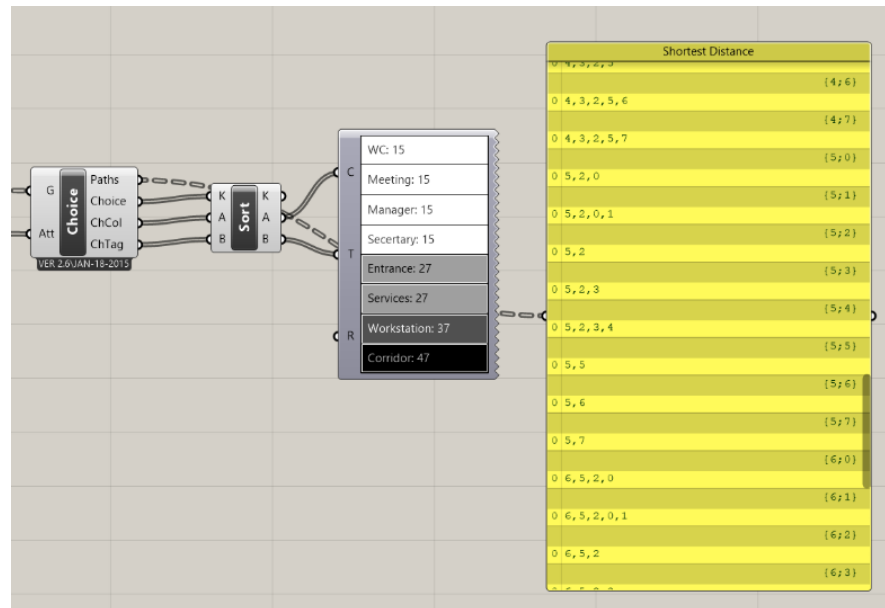 G
Att
Choice
Paths
Choice
ChCol
ChTag
VER 2.6\JAN-18-2015
K
A
B
Sort
K
A
B
C
T
R
WC: 15
Meeting: 15
Manager: 15
Secertary: 15
Entrance: 27
Services: 27
Workstation: 37
Corridor: 47
Shortest Distance
0 4,3,2,5
{4;6}
0 4,3,2,5,6
{4;7}
0 4,3,2,5,7
{5;0}
0 5,2,0
{5;1}
0 5,2,0,1
{5;2}
0 5,2
{5;3}
0 5,2,3
{5;4}
0 5,2,3,4
{5;5}
0 5,5
{5;6}
0 5,6
{5;7}
0 5,7
{6;0}
0 6,5,2,0
{6;1}
0 6,5,2,0,1
{6;2}
0 6,5,2
{6;3}